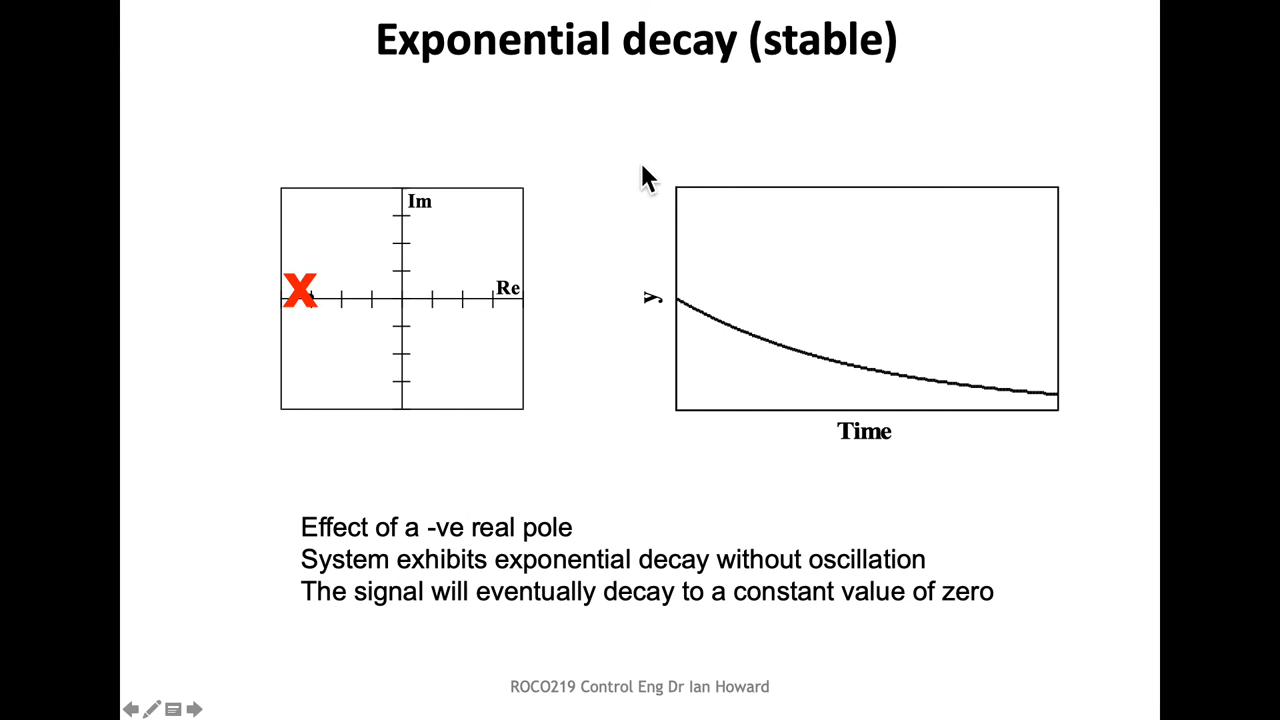 Exponential decay (stable)
Im
X
Re
y
Time
Effect of a -ve real pole
System exhibits exponential decay without oscillation
The signal will eventually decay to a constant value of zero
ROCO219 Control Eng Dr Ian Howard